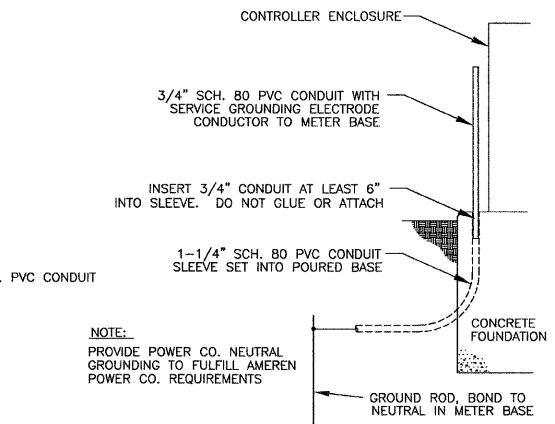 CONTROLLER ENCLOSURE
3/4" SCH. 80 PVC CONDUIT WITH
SERVICE GROUNDING ELECTRODE
CONDUCTOR TO METER BASE
INSERT 3/4" CONDUIT AT LEAST 6"
INTO SLEEVE. DO NOT GLUE OR ATTACH
1-1/4" SCH. 80 PVC CONDUIT
SLEEVE SET INTO POURED BASE
. PVC CONDUIT
CONCRETE
FOUNDATION
NOTE:
PROVIDE POWER CO. NEUTRAL
GROUNDING TO FULFILL AMEREN
POWER CO. REQUIREMENTS
GROUND ROD, BOND TO
NEUTRAL IN METER BASE